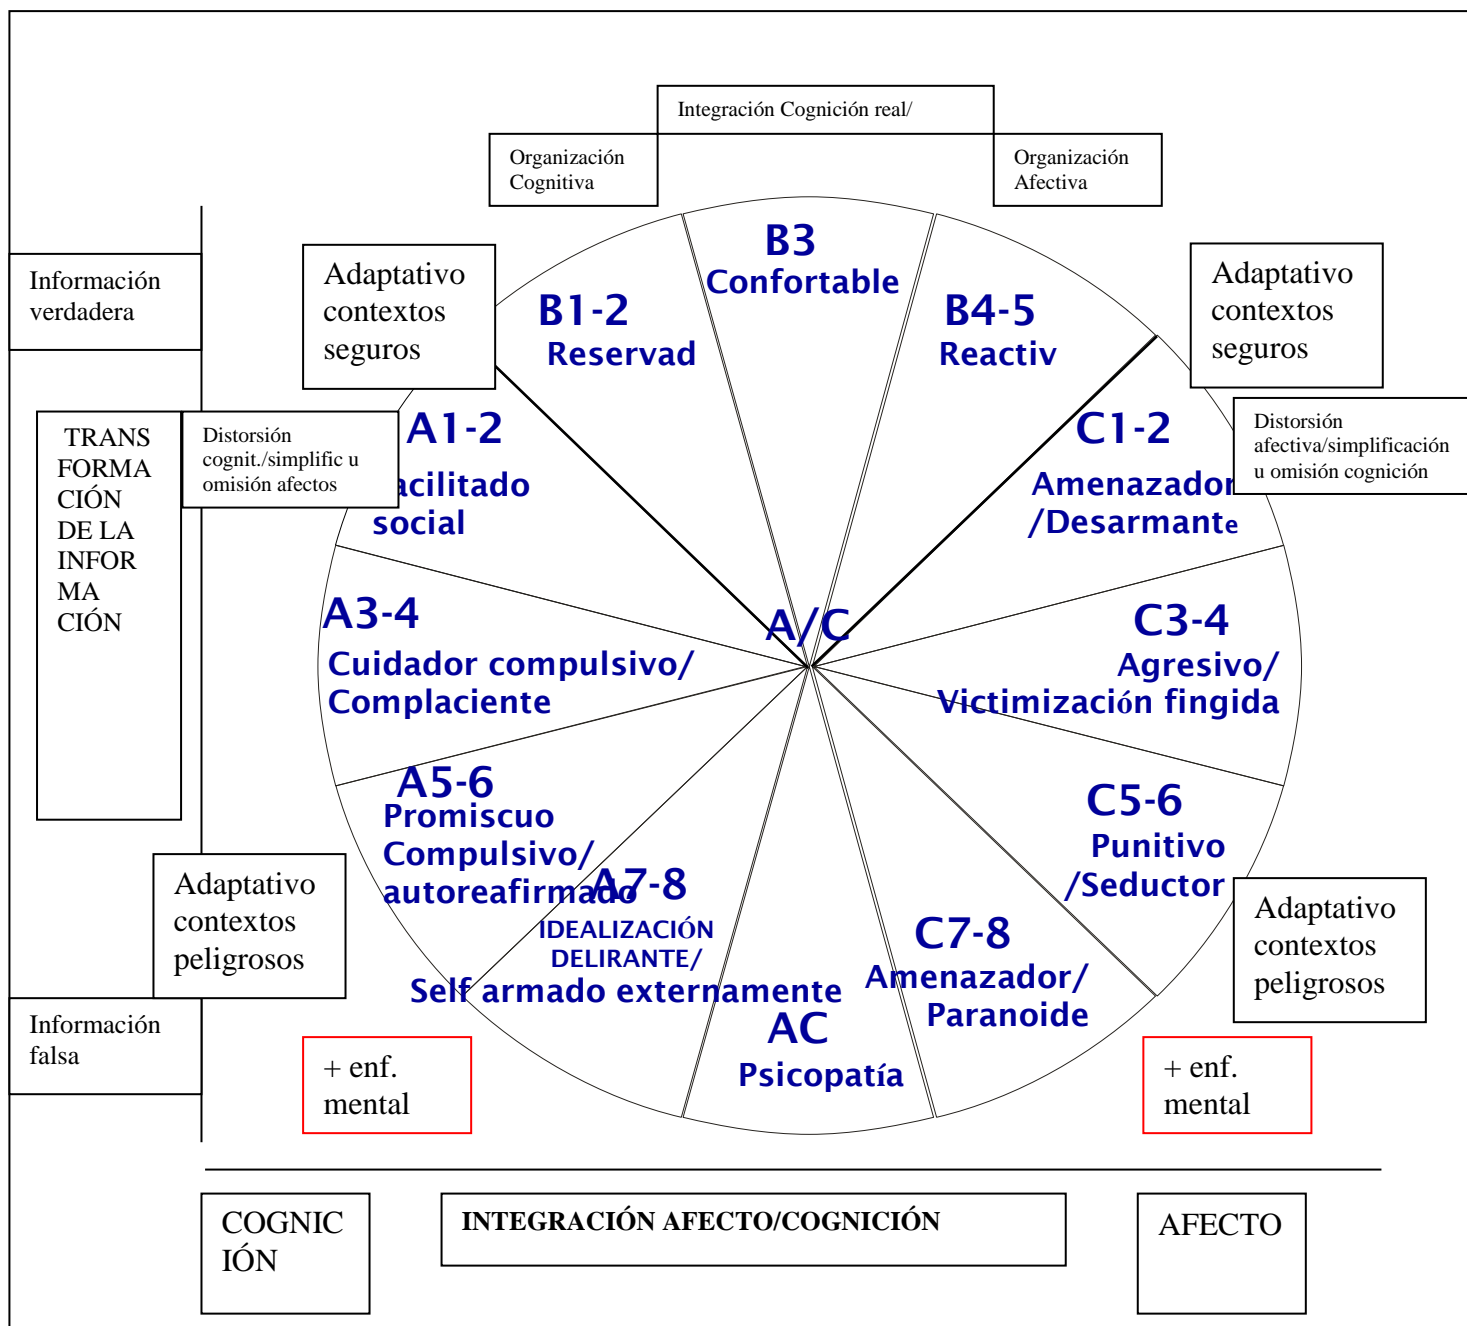 Integración Cognición real/
Organización
Cognitiva
Organización
Afectiva
Información
verdadera
Adaptativo
contextos
seguros
B1-2
Reservad
B3
Confortable
B4-5
Reactiv
Adaptativo
contextos
seguros
TRANS
FORMA
CIÓN
DE LA
INFOR
MA
CIÓN
Distorsión
cognit./simplific u
omisión afectos
A1-2
acilitado
social
C1-2
Amenazador
/Desarmante
Distorsión
afectiva/simplificación
u omisión cognición
A3-4
Cuidador compulsivo/
Complaciente
A/C
C3-4
Agresivo/
Victimización fingida
A5-6
Promiscuo
Compulsivo/
autoreafirmado
C5-6
Punitivo
/Seductor
Adaptativo
contextos
peligrosos
A7-8
IDEALIZACIÓN
DELIRANTE/
Self armado externamente
AC
Psicopatía
C7-8
Amenazador/
Paranoide
Adaptativo
contextos
peligrosos
Información
falsa
+ enf.
mental
+ enf.
mental
COGNIC
IÓN
INTEGRACIÓN AFECTO/COGNICIÓN
AFECTO